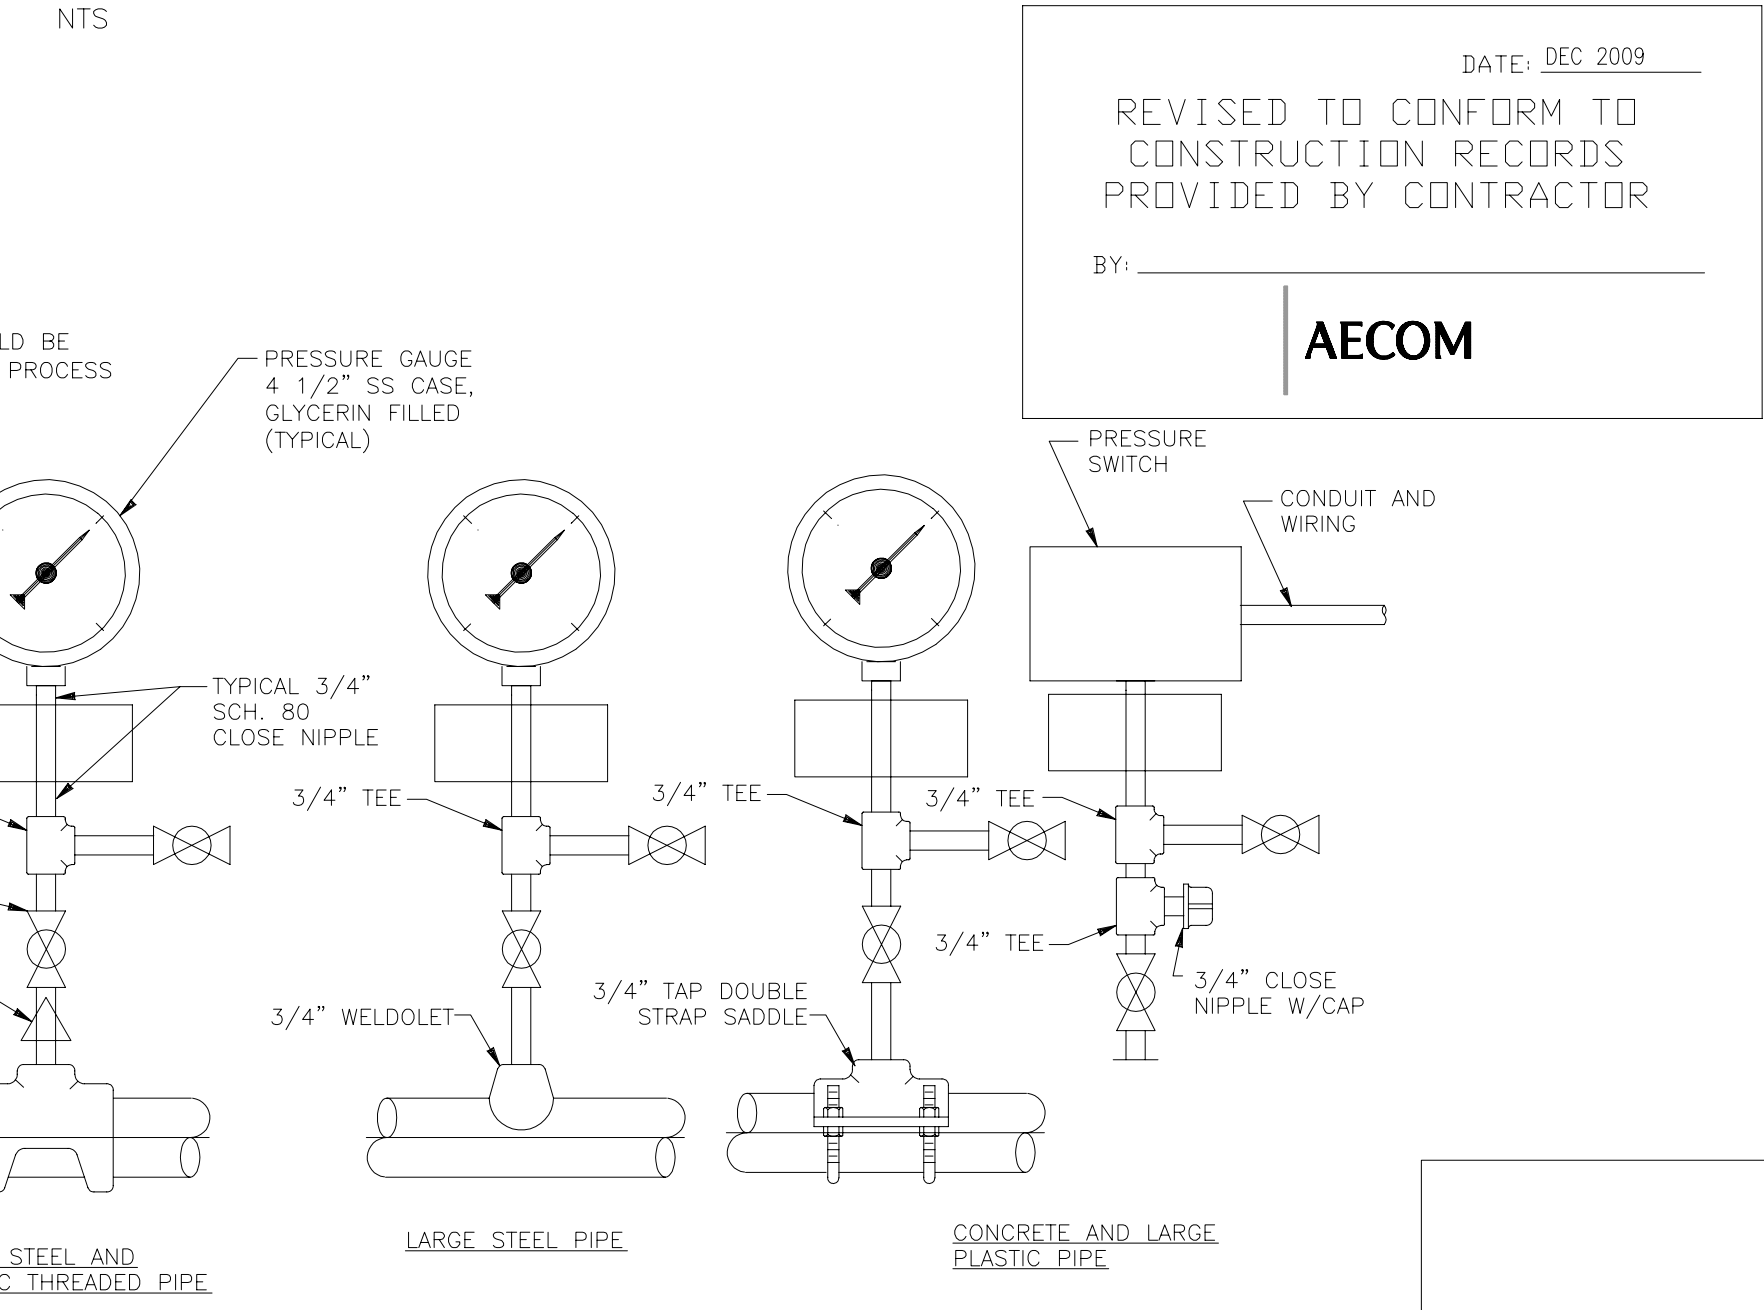 NTS
DATE: DEC 2009
REVISED TO CONFORM TO
CONSTRUCTION RECORDS
PROVIDED BY CONTRACTOR
BY:
AECOM
LD BE
PROCESS
PRESSURE GAUGE
4 1/2" SS CASE,
GLYCERIN FILLED
(TYPICAL)
PRESSURE
SWITCH
CONDUIT AND
WIRING
TYPICAL 3/4"
SCH. 80
CLOSE NIPPLE
3/4" TEE
3/4" TEE
3/4" TEE
3/4" TEE
3/4" CLOSE
NIPPLE W/CAP
3/4" WELDOLET
3/4" TAP DOUBLE
STRAP SADDLE
STEEL AND
C THREADED PIPE
LARGE STEEL PIPE
CONCRETE AND LARGE
PLASTIC PIPE